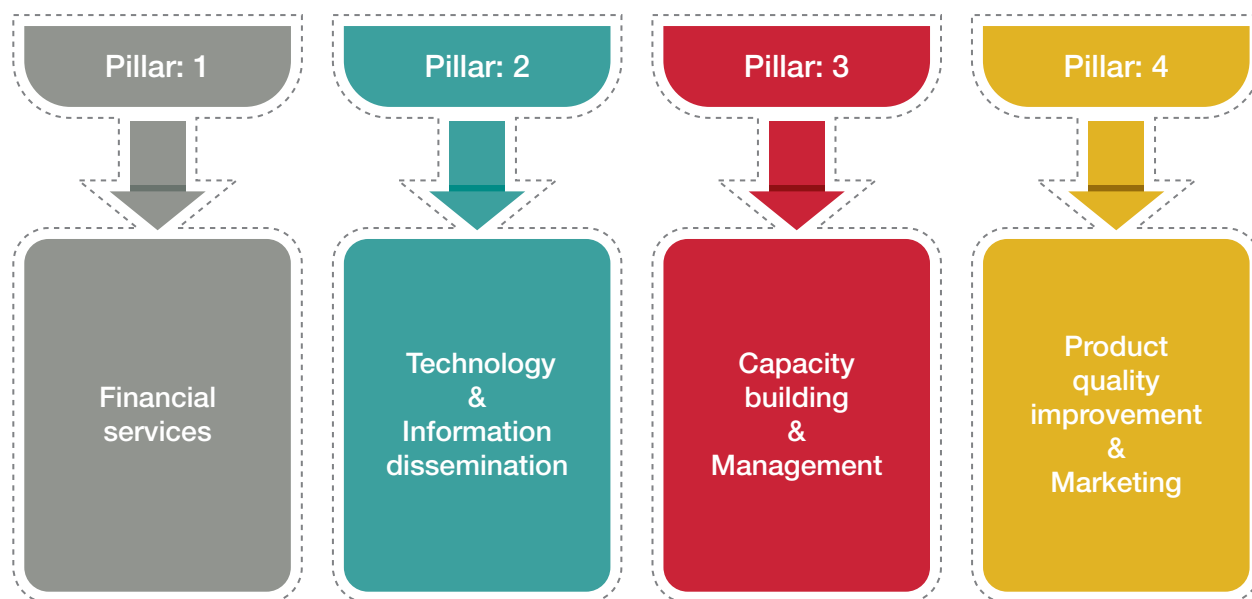 Pillar: 1
Pillar: 2
Pillar: 3
Pillar: 4
Financial
services
Technology
&
Information
dissemination
Capacity
building
&
Management
Product
quality
improvement
&
Marketing